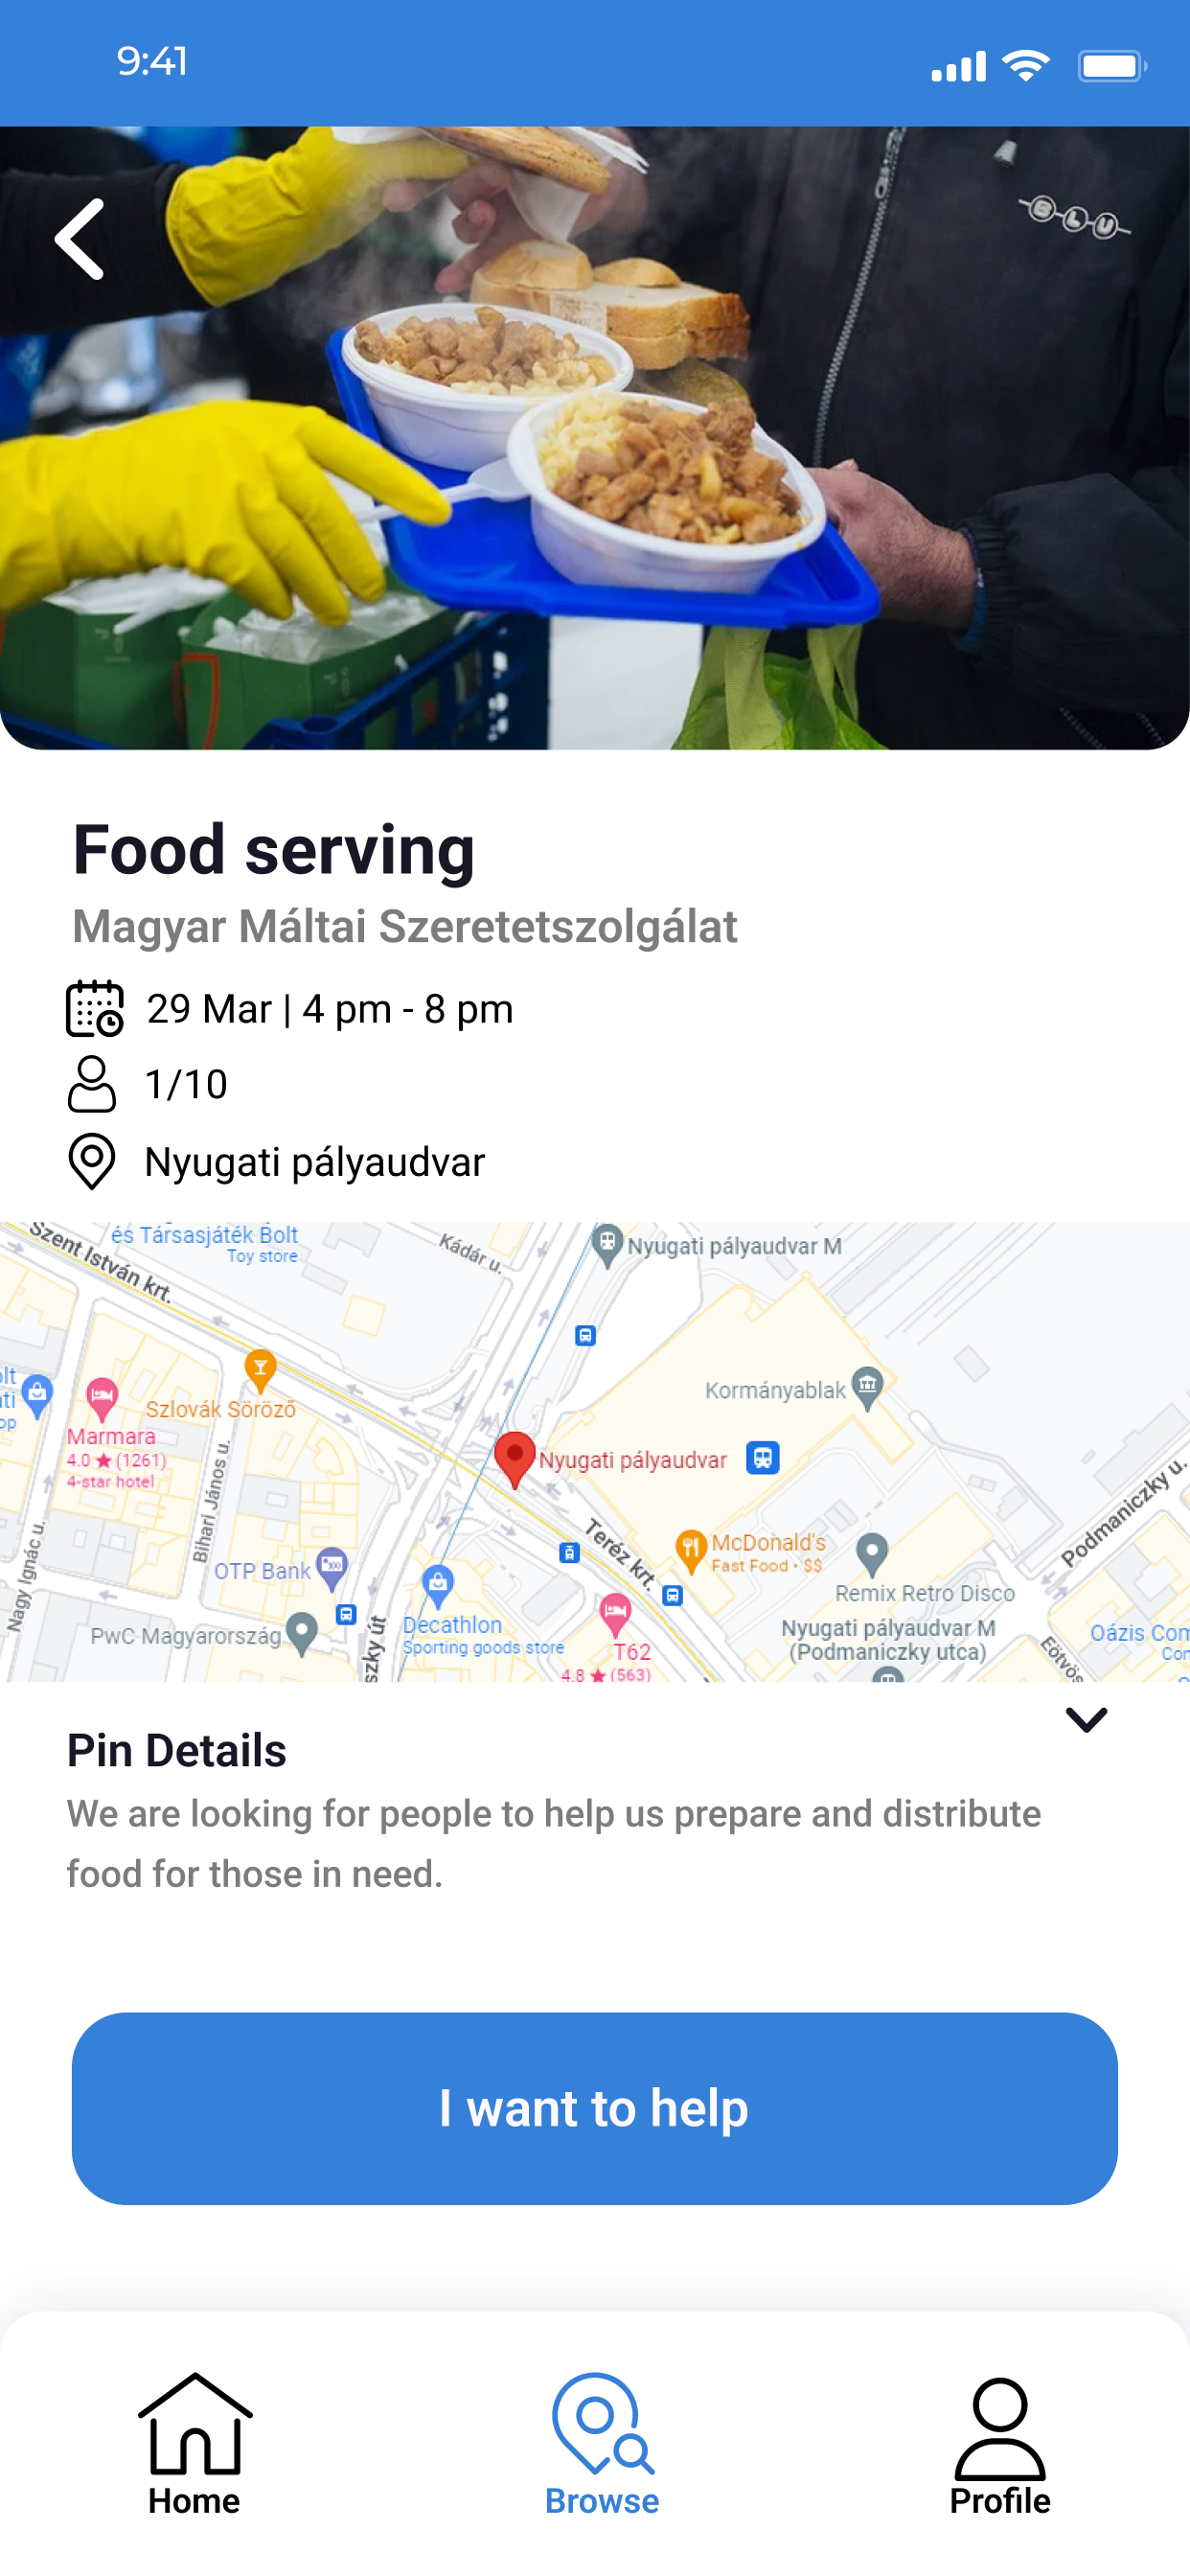 9:41
SLU
Food serving
Magyar Máltai Szeretetszolgálat
29 Mar | 4 pm - 8 pm
1/10
Nyugati pályaudvar
Szent István krt.
és Társasjáték Bolt
Toy store
Kádár u.
Nyugati pályaudvar M
Kormányablak
Szlovák Söröző
Marmara
4.0 ★ (1261)
4-star hotel
Nyugati pályaudvar
Bihari János u.
Nagy Ignác u.
Podmaniczky u.
Teréz krt.
McDonald's
Fast Food • $$
OTP Bank
Remix Retro Disco
Decathlon
Sporting goods store
PwC Magyarország
szky út
T62
4.8 ★ (563)
Nyugati pályaudvar M
(Podmaniczky utca)
Oázis Com
Eötvös
Pin Details
We are looking for people to help us prepare and distribute
food for those in need.
I want to help
Home
Browse
Profile